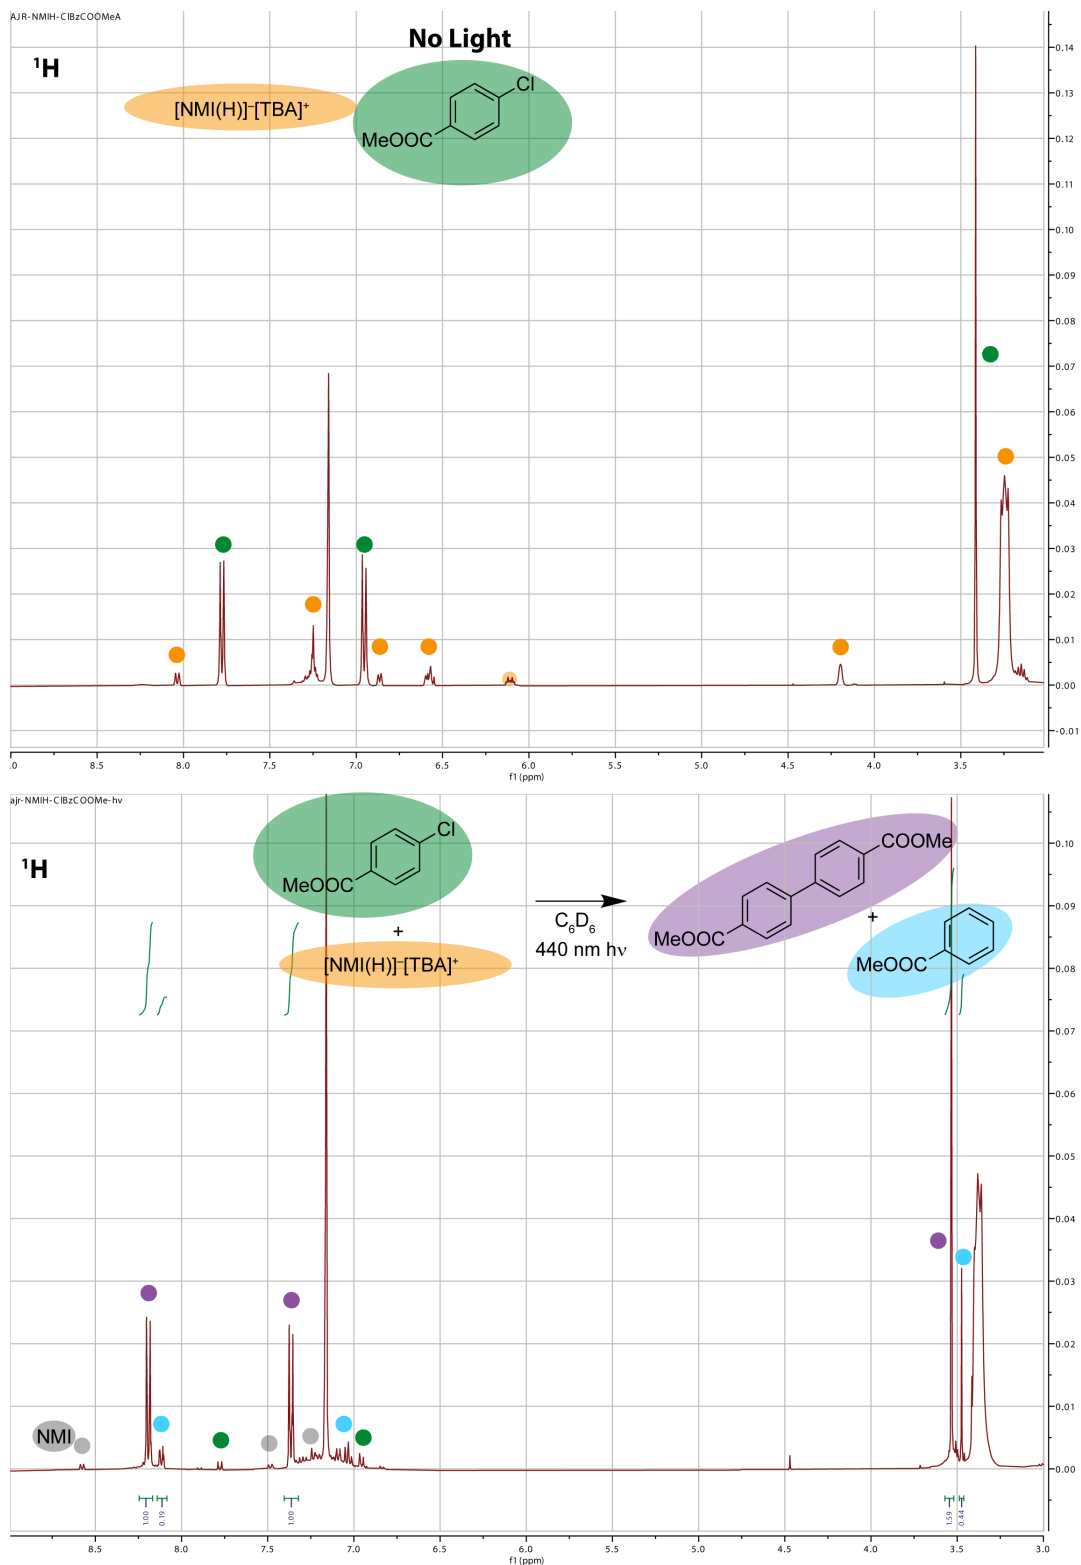 AJR-NMIH-ClBzCOOMeA
No Light
¹H
[NMI(H)]⁻[TBA]⁺
Cl
MeOOC
0.14
0.13
0.12
0.11
0.10
0.09
0.08
0.07
0.06
0.05
0.04
0.03
0.02
0.01
0.00
-0.01
.0 8.5 8.0 7.5 7.0 6.5 6.0 5.5 5.0 4.5 4.0 3.5
f1 (ppm)
ajr-NMIH-ClBzCOOMe-hv
¹H
Cl
MeOOC
+
[NMI(H)]⁻[TBA]⁺
C₆D₆
440 nm hν
COOMe
MeOOC
+
MeOOC
0.10
0.09
0.08
0.07
0.06
0.05
0.04
0.03
0.02
0.01
0.00
NMI
1.00 0.19 1.00 1.59 0.44
8.5 8.0 7.5 7.0 6.5 6.0 5.5 5.0 4.5 4.0 3.5 3.0
f1 (ppm)